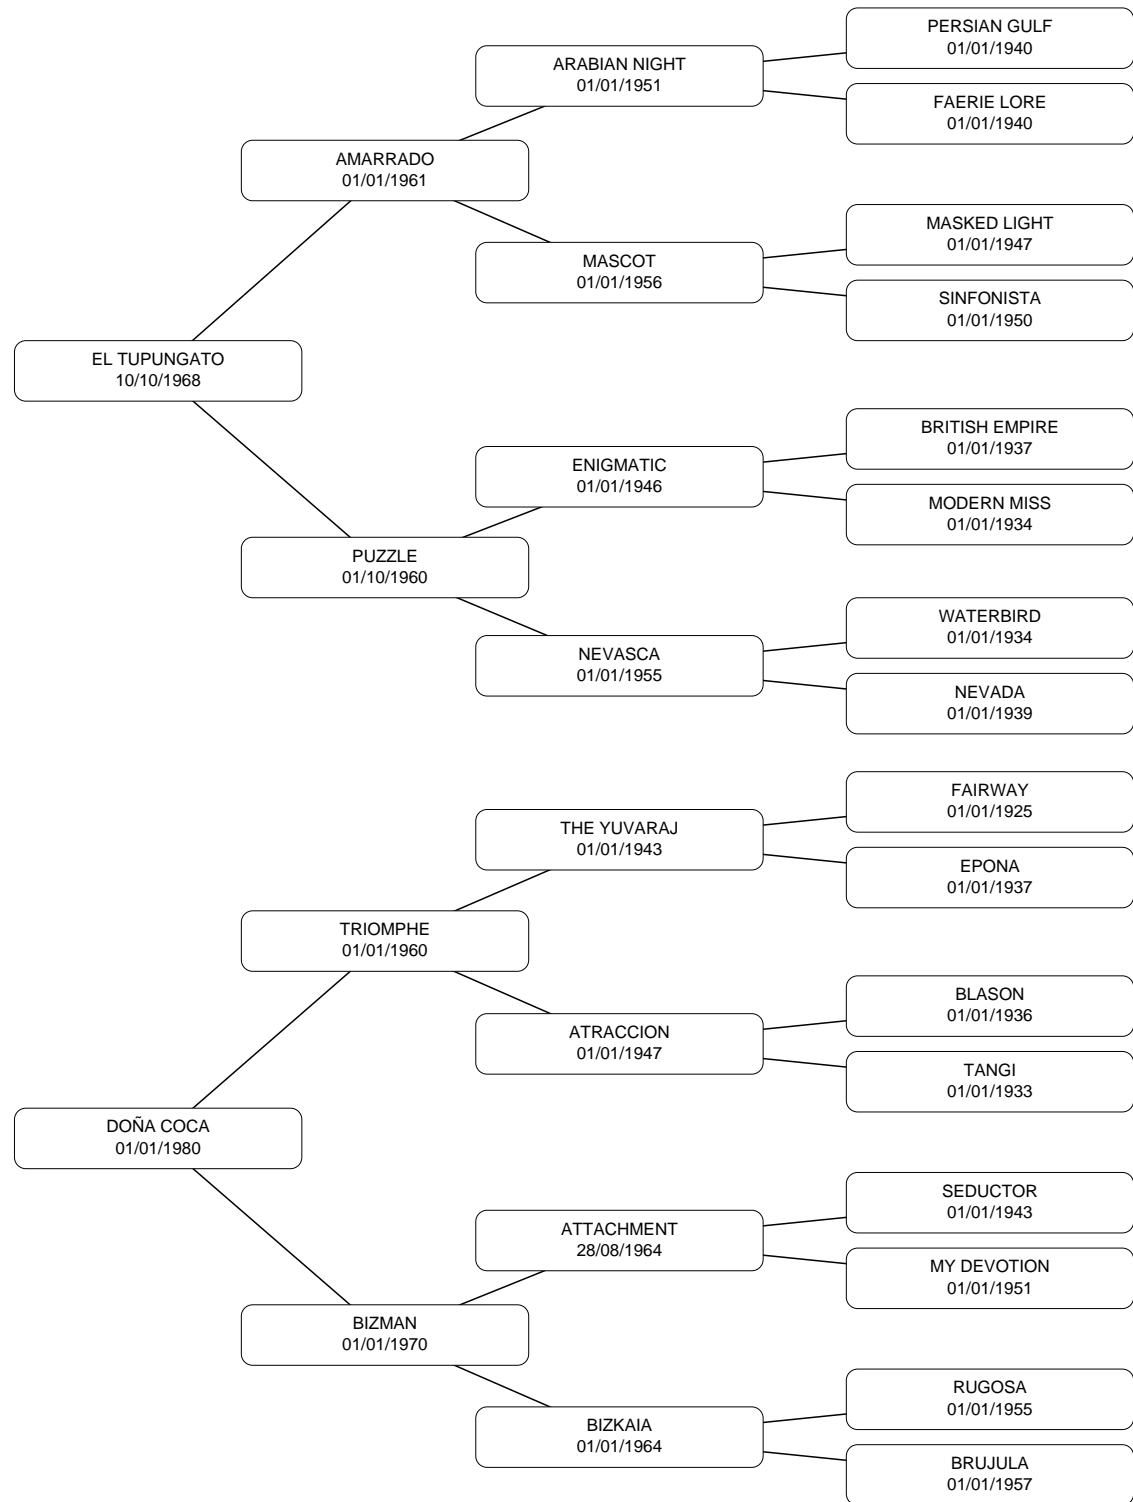 PERSIAN GULF
01/01/1940
ARABIAN NIGHT
01/01/1951
FAERIE LORE
01/01/1940
AMARRADO
01/01/1961
MASKED LIGHT
01/01/1947
MASCOT
01/01/1956
SINFONISTA
01/01/1950
EL TUPUNGATO
10/10/1968
BRITISH EMPIRE
01/01/1937
ENIGMATIC
01/01/1946
MODERN MISS
01/01/1934
PUZZLE
01/10/1960
WATERBIRD
01/01/1934
NEVASCA
01/01/1955
NEVADA
01/01/1939
FAIRWAY
01/01/1925
THE YUVARAJ
01/01/1943
EPONA
01/01/1937
TRIOMPHE
01/01/1960
BLASON
01/01/1936
ATRACCION
01/01/1947
TANGI
01/01/1933
DOÑA COCA
01/01/1980
SEDUCTOR
01/01/1943
ATTACHMENT
28/08/1964
MY DEVOTION
01/01/1951
BIZMAN
01/01/1970
RUGOSA
01/01/1955
BIZKAIA
01/01/1964
BRUJULA
01/01/1957